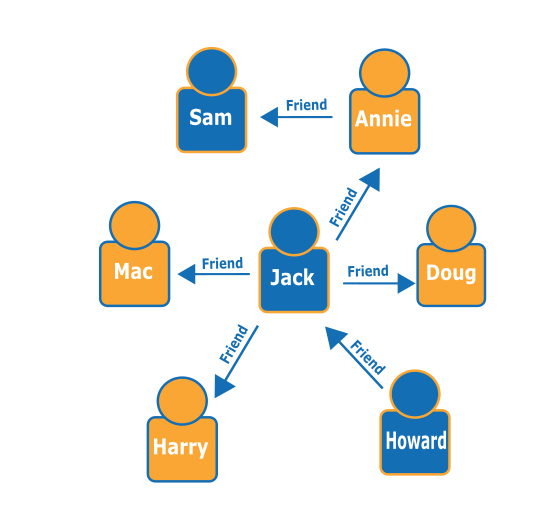 Friend
Sam
Annie
Friend
Friend
Mac
Jack
Friend
Doug
Friend
Friend
Harry
Howard